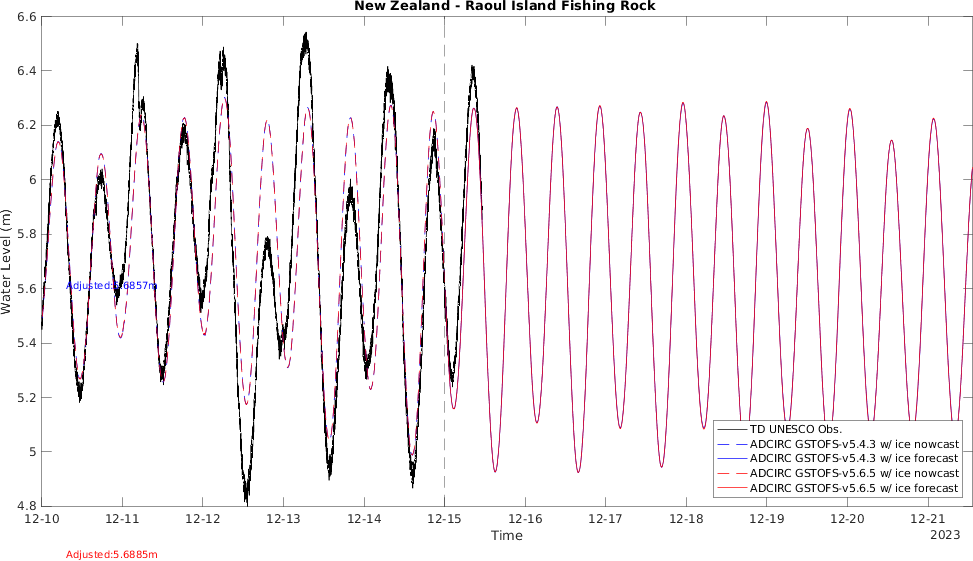 New Zealand - Raoul Island Fishing Rock
6.6
6.4
6.2
6
5.8
5.6
5.4
5.2
5
4.8
Water Level (m)
Adjusted:5.6857m
TD UNESCO Obs.
ADCIRC GSTOFS-v5.4.3 w/ ice nowcast
ADCIRC GSTOFS-v5.4.3 w/ ice forecast
ADCIRC GSTOFS-v5.6.5 w/ ice nowcast
ADCIRC GSTOFS-v5.6.5 w/ ice forecast
12-10 12-11 12-12 12-13 12-14 12-15 12-16 12-17 12-18 12-19 12-20 12-21
Time
2023
Adjusted:5.6885m